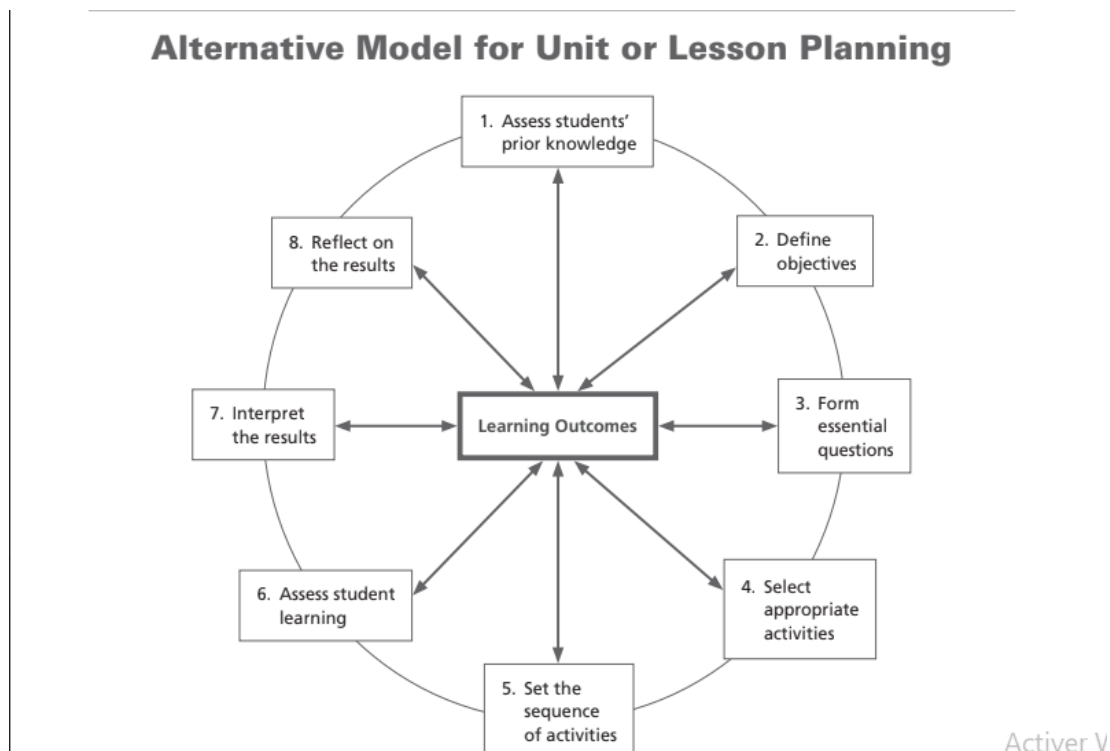 Alternative Model for Unit or Lesson Planning
1. Assess students’
prior knowledge
2. Define
objectives
3. Form
essential
questions
4. Select
appropriate
activities
5. Set the
sequence
of activities
6. Assess student
learning
7. Interpret
the results
8. Reflect on
the results
Learning Outcomes
Activer